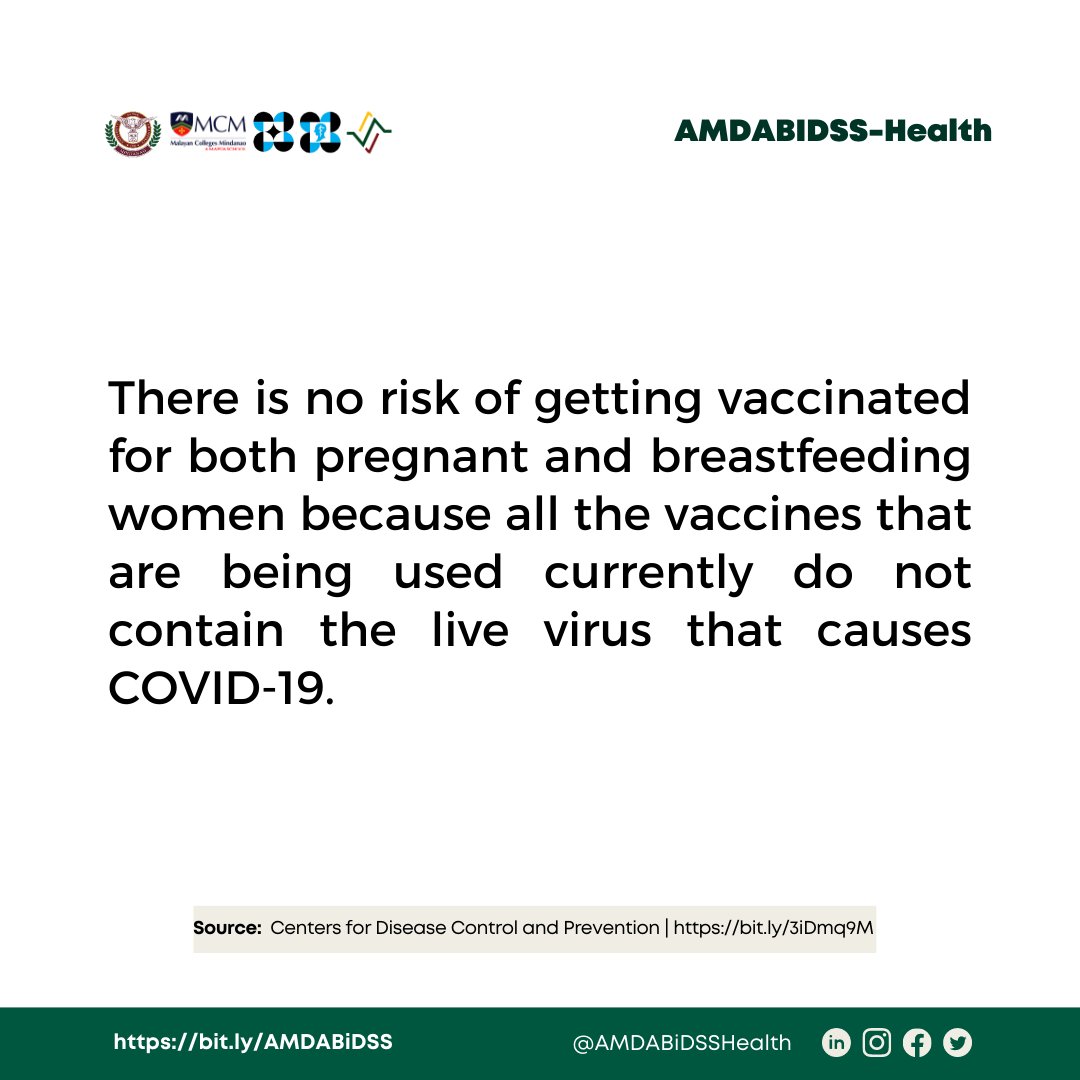 MCM
Malayan Colleges Mindanao
AMDABIDSS-Health
There is no risk of getting vaccinated
for both pregnant and breastfeeding
women because all the vaccines that
are being used currently do not
contain the live virus that causes
COVID-19.
Source: Centers for Disease Control and Prevention | https://bit.ly/3iDmq9M
https://bit.ly/AMDABiDSS
@AMDABiDSSHealth